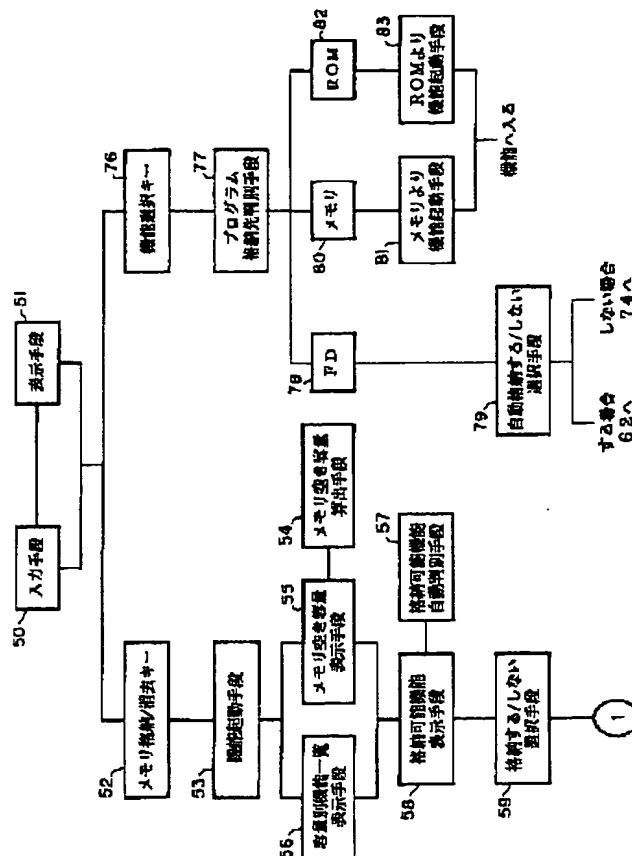 50
入力手段
51
表示手段
52
メモリ格納/消去キー
53
機能起動手段
54
メモリ空き容量
算出手段
55
メモリ空き容量
表示手段
56
容量別機能一覧
表示手段
57
格納可能機能
自動判別手段
58
格納可能機能
表示手段
59
格納する/しない
選択手段
1
76
機能選択キー
77
プログラム
格納先判別手段
78
FD
79
自動格納する/しない
選択手段
する場合
62へ
しない場合
74へ
80
メモリ
81
メモリより
機能起動手段
82
ROM
83
ROMより
機能起動手段
機能へ入る